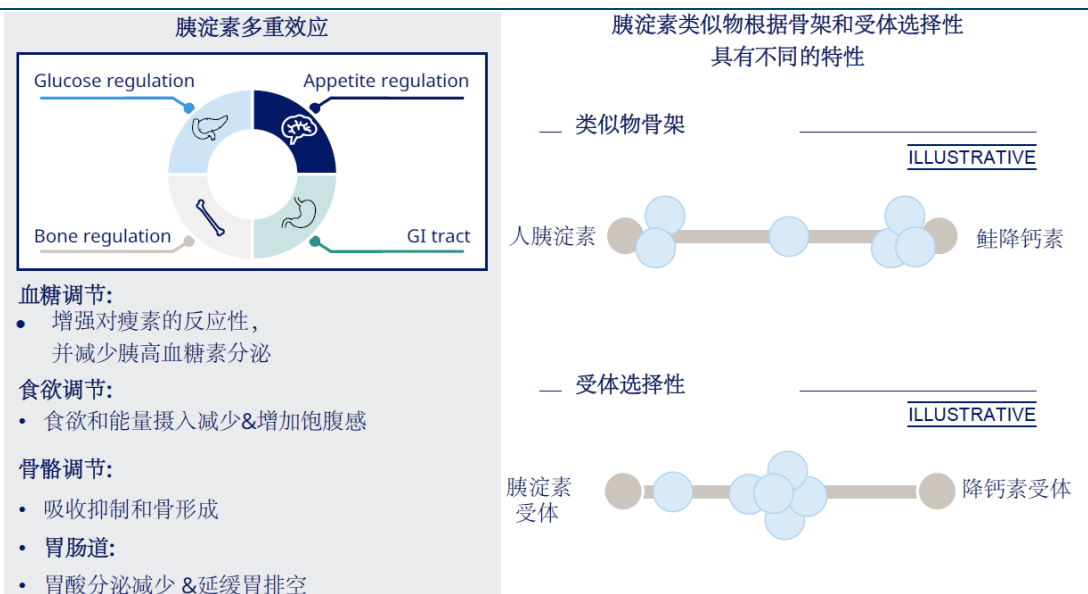 胰淀素多重效应
Glucose regulation
Appetite regulation
Bone regulation
GI tract
血糖调节:
• 增强对瘦素的反应性，
并减少胰高血糖素分泌
食欲调节:
• 食欲和能量摄入减少&增加饱腹感
骨骼调节:
• 吸收抑制和骨形成
• 胃肠道:
• 胃酸分泌减少 &延缓胃排空
胰淀素类似物根据骨架和受体选择性
具有不同的特性
类似物骨架
ILLUSTRATIVE
人胰淀素
鲑降钙素
受体选择性
ILLUSTRATIVE
胰淀素
受体
降钙素受体